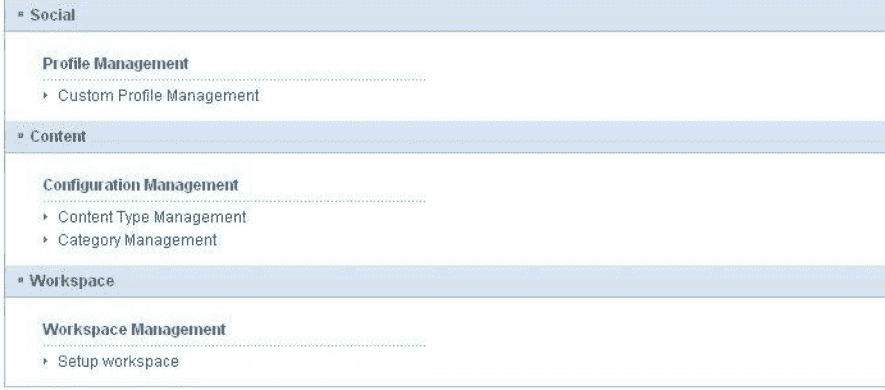 Social
Profile Management
Custom Profile Management
Content
Configuration Management
Content Type Management
Category Management
Workspace
Workspace Management
Setup workspace